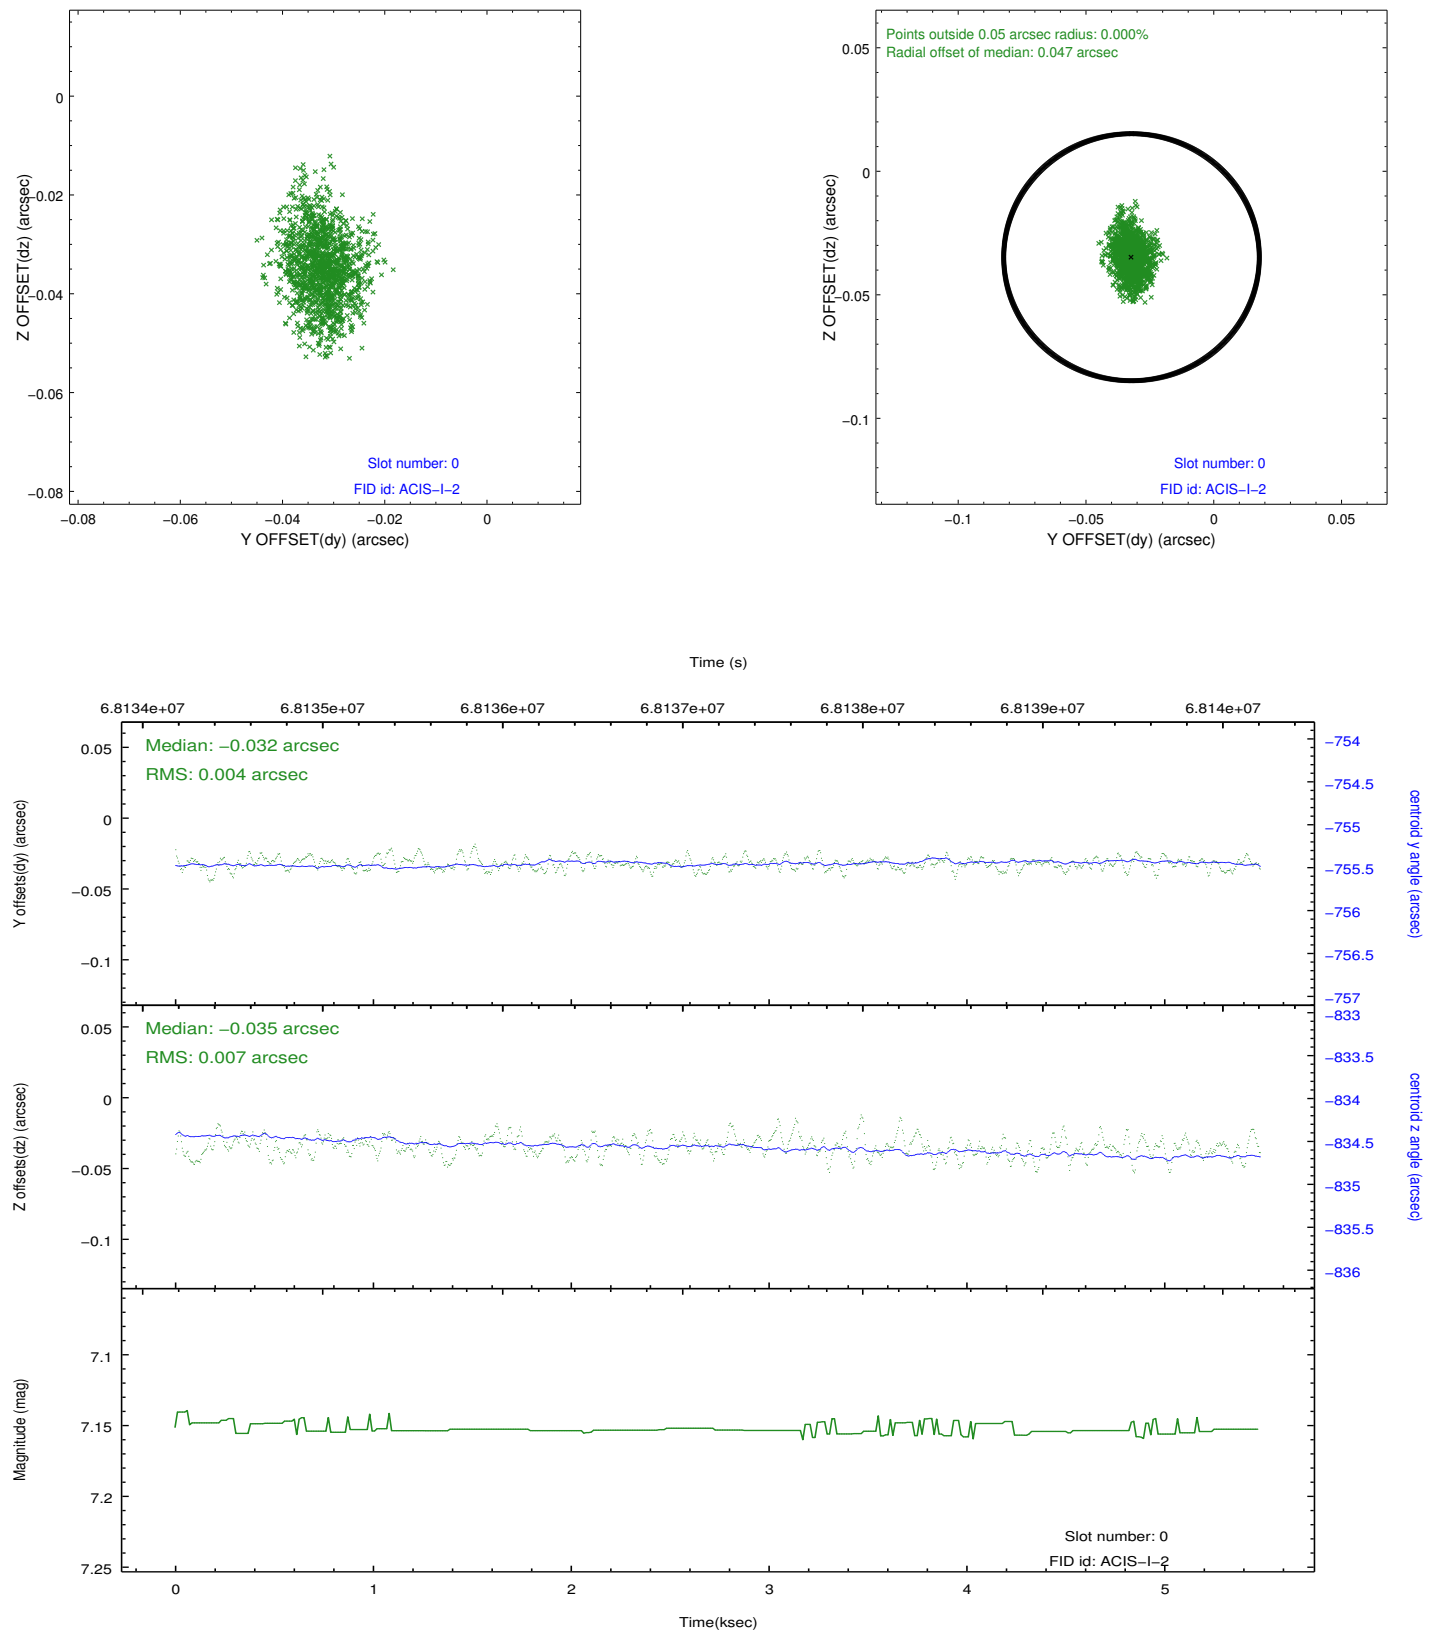 0
−0.02
−0.04
−0.06
−0.08
Z OFFSET(dz) (arcsec)
Slot number: 0
FID id: ACIS−I−2
−0.08
−0.06
−0.04
−0.02
0
Y OFFSET(dy) (arcsec)
Points outside 0.05 arcsec radius: 0.000%
Radial offset of median: 0.047 arcsec
0.05
0
−0.05
−0.1
Z OFFSET(dz) (arcsec)
Slot number: 0
FID id: ACIS−I−2
−0.1
−0.05
0
0.05
Y OFFSET(dy) (arcsec)
Time (s)
6.8134e+07
6.8135e+07
6.8136e+07
6.8137e+07
6.8138e+07
6.8139e+07
6.814e+07
Median: −0.032 arcsec
RMS: 0.004 arcsec
0.05
0
−0.05
−0.1
Y offsets(dy) (arcsec)
−754
−754.5
−755
−755.5
−756
−756.5
−757
centroid y angle (arcsec)
Median: −0.035 arcsec
RMS: 0.007 arcsec
0.05
0
−0.05
−0.1
Z offsets(dz) (arcsec)
−833
−833.5
−834
−834.5
−835
−835.5
−836
centroid z angle (arcsec)
7.1
7.15
7.2
7.25
Magnitude (mag)
Slot number: 0
FID id: ACIS−I−2
0
1
2
3
4
5
Time(ksec)